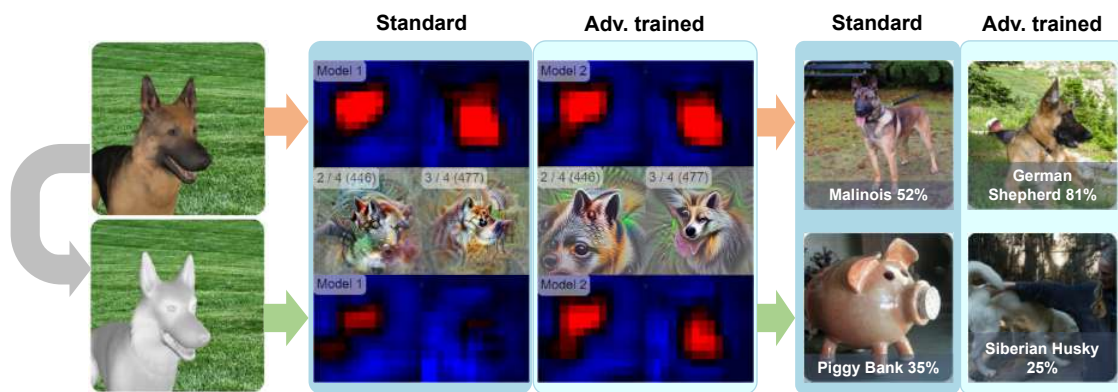 Standard
Adv. trained
Standard
Adv. trained
Model 1
Model 2
2 / 4 (446)
3 / 4 (477)
2 / 4 (446)
3 / 4 (477)
Model 1
Model 2
Malinois 52%
German
Shepherd 81%
Piggy Bank 35%
Siberian Husky
25%